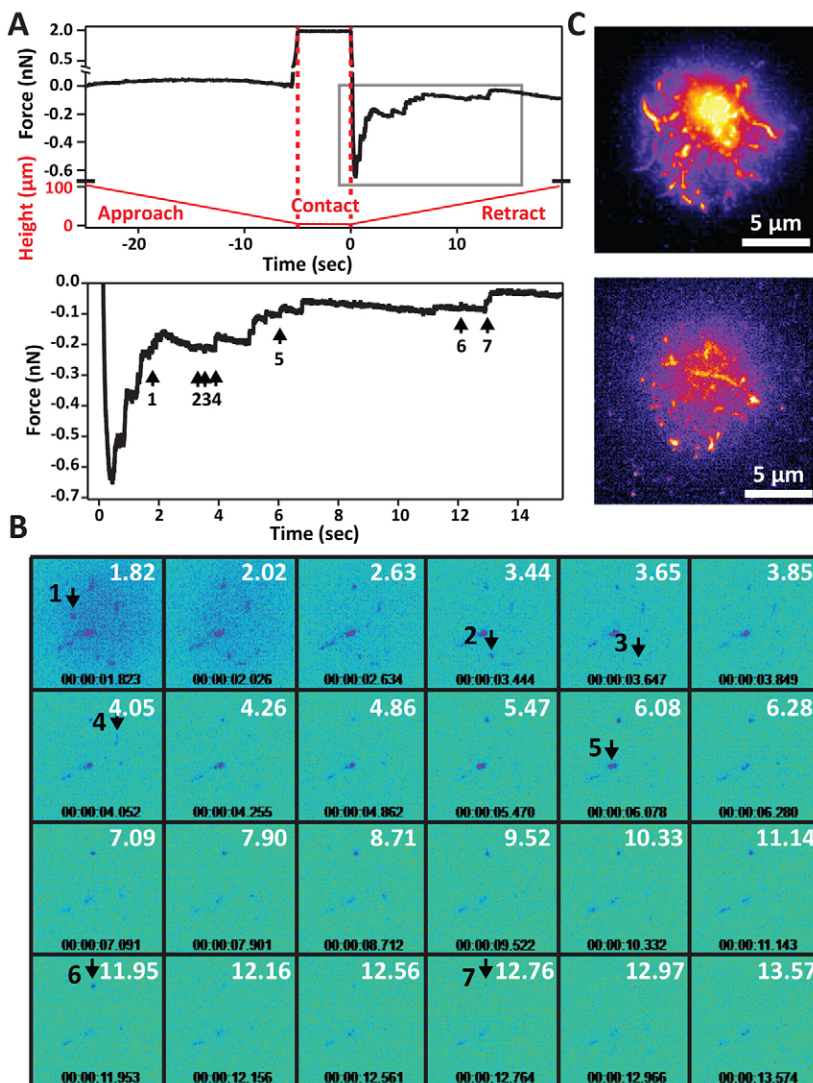 A
Force (nN)
2.0
0.5
0.0
-0.2
-0.4
-0.6
Height (µm)
100
0
Approach
Contact
Retract
-20
-10
0
10
Time (sec)
Force (nN)
0.0
-0.1
-0.2
-0.3
-0.4
-0.5
-0.6
-0.7
1
2 3 4
5
6
7
0 2 4 6 8 10 12 14
Time (sec)
C
5 µm
5 µm
B
1.82 2.02 2.63 3.44 3.65 3.85
1 2 3
00:00:01.823 00:00:02.026 00:00:02.634 00:00:03.444 00:00:03.647 00:00:03.849
4.05 4.26 4.86 5.47 6.08 6.28
4 5
00:00:04.052 00:00:04.255 00:00:04.862 00:00:05.470 00:00:06.078 00:00:06.280
7.09 7.90 8.71 9.52 10.33 11.14
00:00:07.091 00:00:07.901 00:00:08.712 00:00:09.522 00:00:10.332 00:00:11.143
6 11.95 12.16 12.56 7 12.76 12.97 13.57
00:00:11.953 00:00:12.156 00:00:12.561 00:00:12.764 00:00:12.966 00:00:13.574